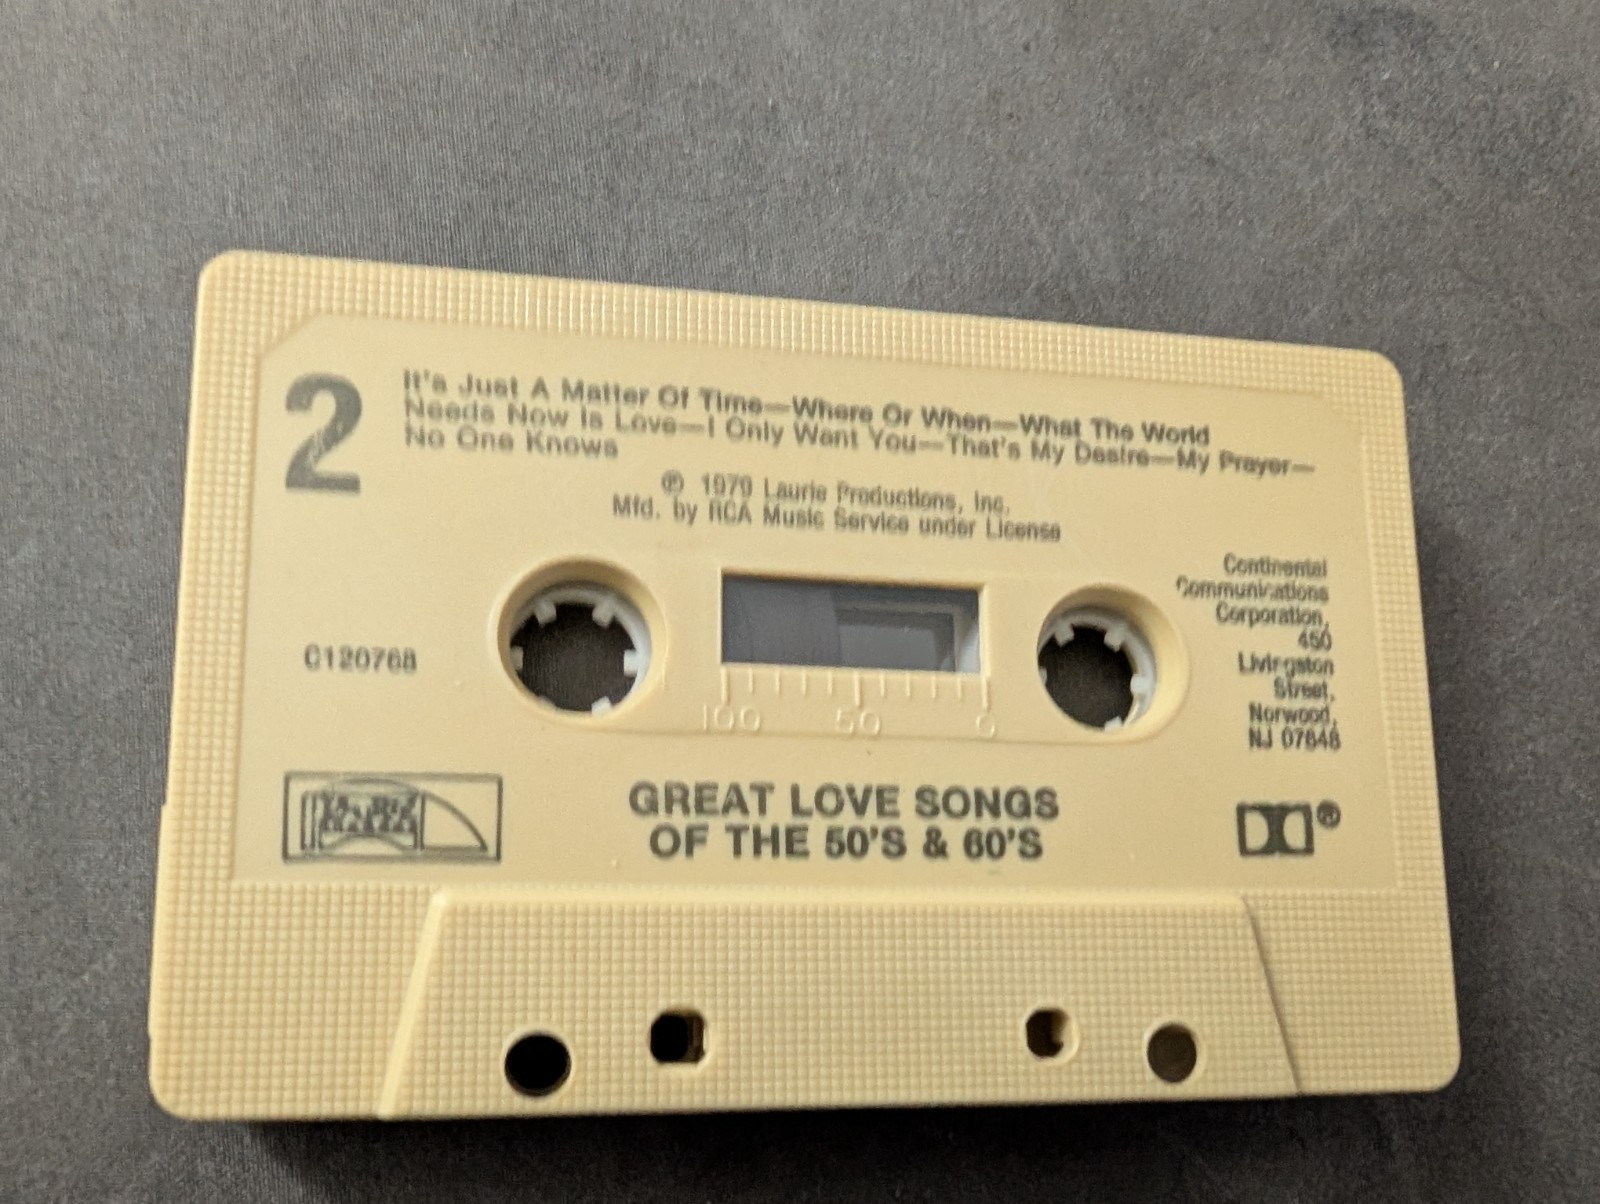 2
It's Just A Matter Of Time—Where Or When—What The World
Needs Now Is Love—I Only Want You—That's My Desire—My Prayer—
No One Knows
℗ 1979 Laurie Productions, Inc.
Mfd. by RCA Music Service under License
Continental
Communications
Corporation,
450
Livingston
Street,
Norwood,
NJ 07648
C120768
100 50 0
GREAT LOVE SONGS
OF THE 50'S & 60'S
®